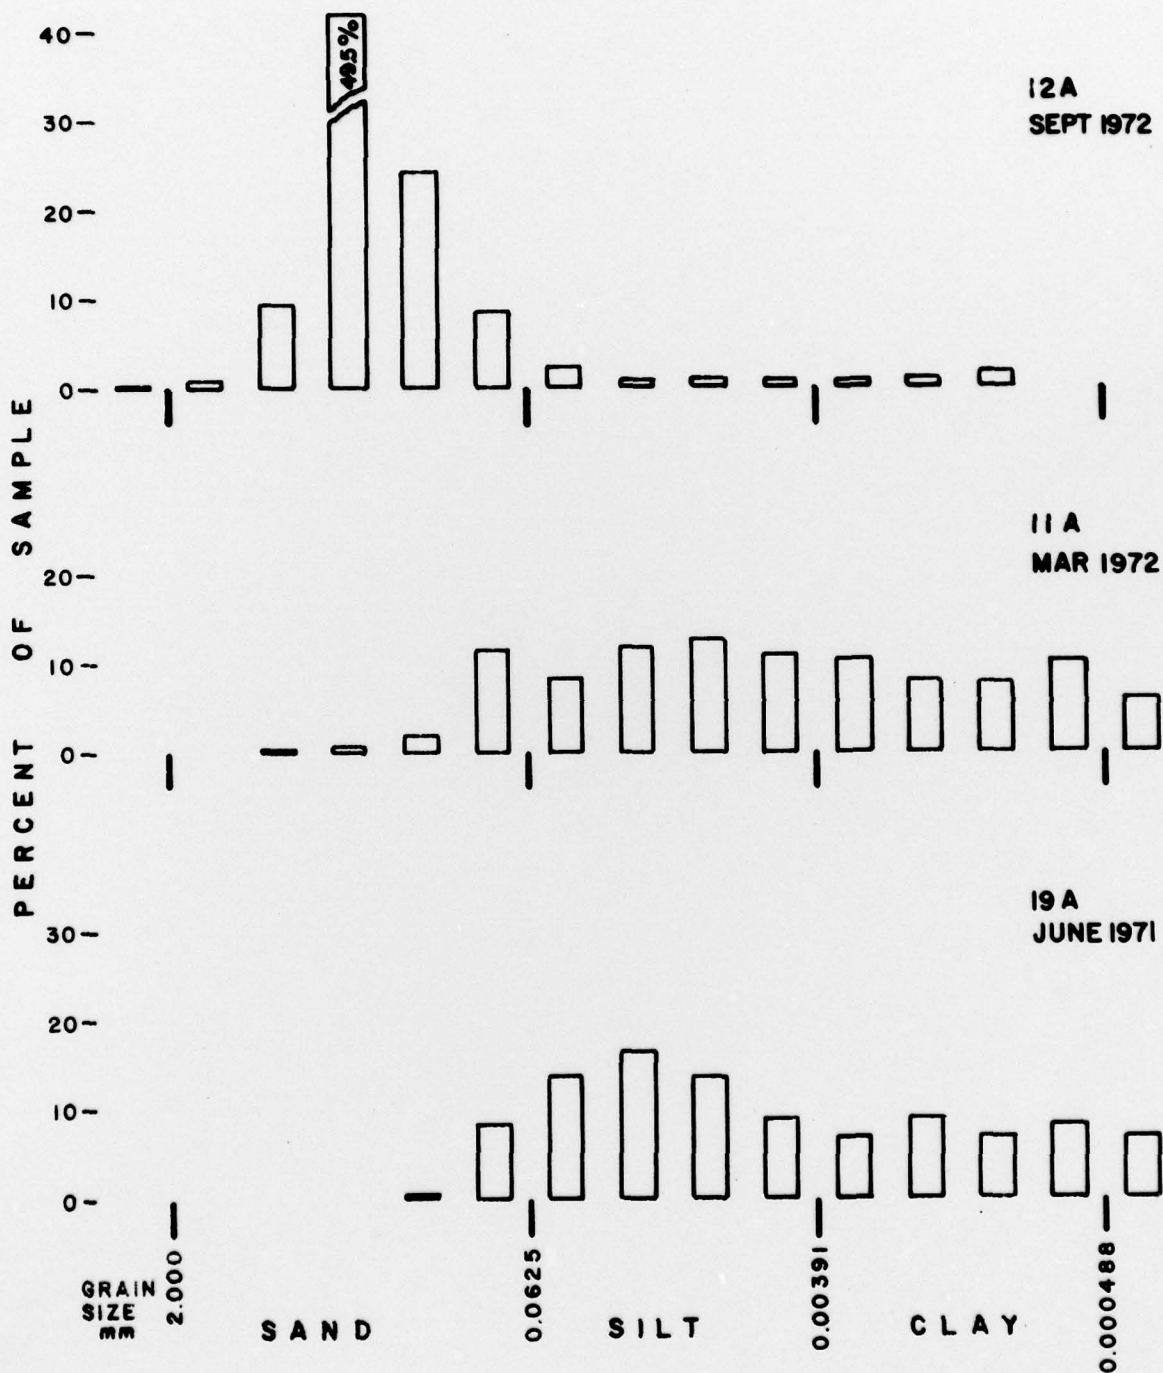 40
49.5%
30
20
10
0
12A
SEPT 1972
PERCENT OF SAMPLE
11A
MAR 1972
20
10
0
19A
JUNE 1971
30
20
10
0
GRAIN
SIZE
mm
2.000
0.0625
0.00391
0.000488
SAND
SILT
CLAY